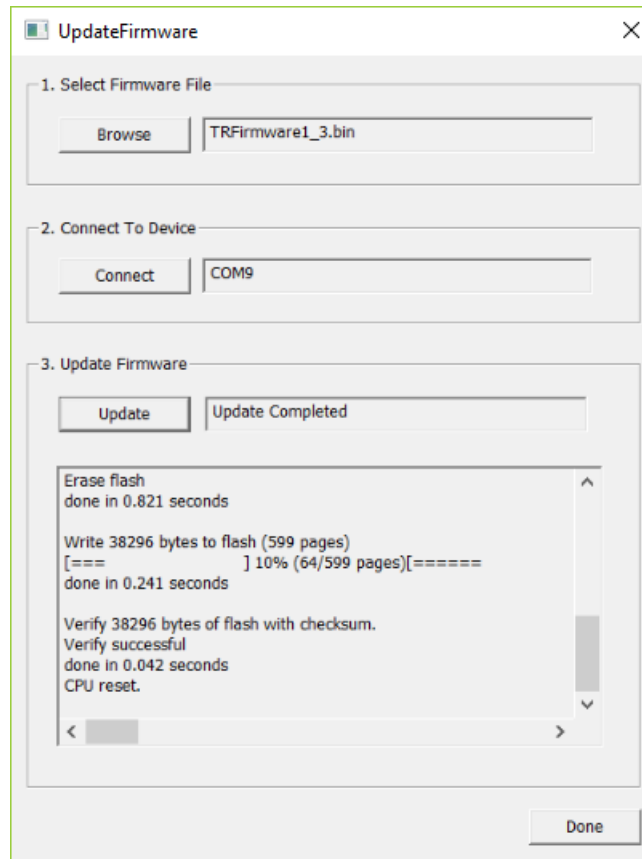 UpdateFirmware
1. Select Firmware File
Browse
TRFirmware1_3.bin
2. Connect To Device
Connect
COM9
3. Update Firmware
Update
Update Completed
Erase flash
done in 0.821 seconds
Write 38296 bytes to flash (599 pages)
[=== ] 10% (64/599 pages)[======
done in 0.241 seconds
Verify 38296 bytes of flash with checksum.
Verify successful
done in 0.042 seconds
CPU reset.
Done